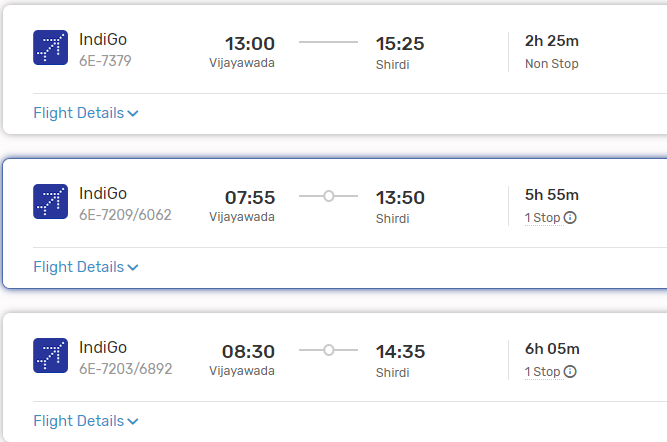 IndiGo 13:00 15:25 2h 25m
6E-7379 Vijayawada Shirdi Non Stop
Flight Details
IndiGo 07:55 13:50 5h 55m
6E-7209/6062 Vijayawada Shirdi 1 Stop
Flight Details
IndiGo 08:30 14:35 6h 05m
6E-7203/6892 Vijayawada Shirdi 1 Stop
Flight Details